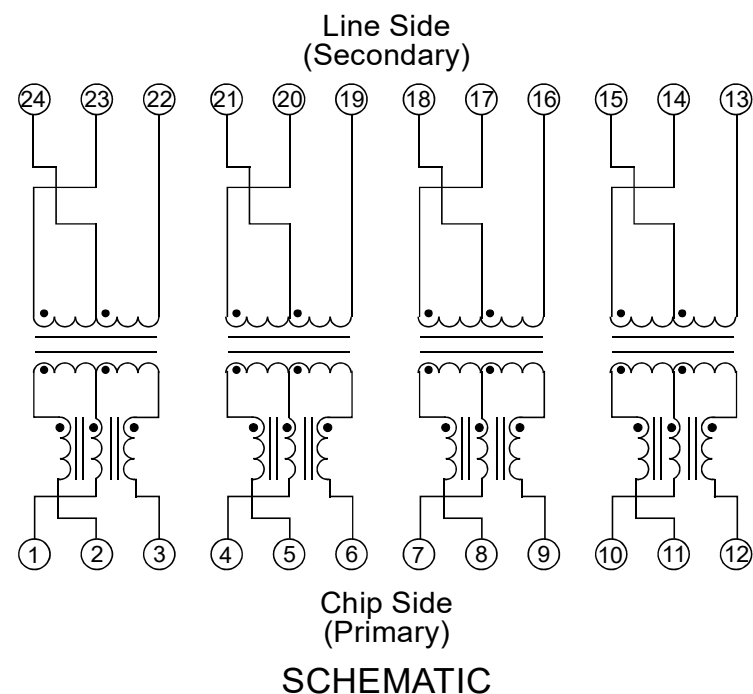 Line Side
(Secondary)
24 23 22 21 20 19 18 17 16 15 14 13
1 2 3 4 5 6 7 8 9 10 11 12
Chip Side
(Primary)
SCHEMATIC